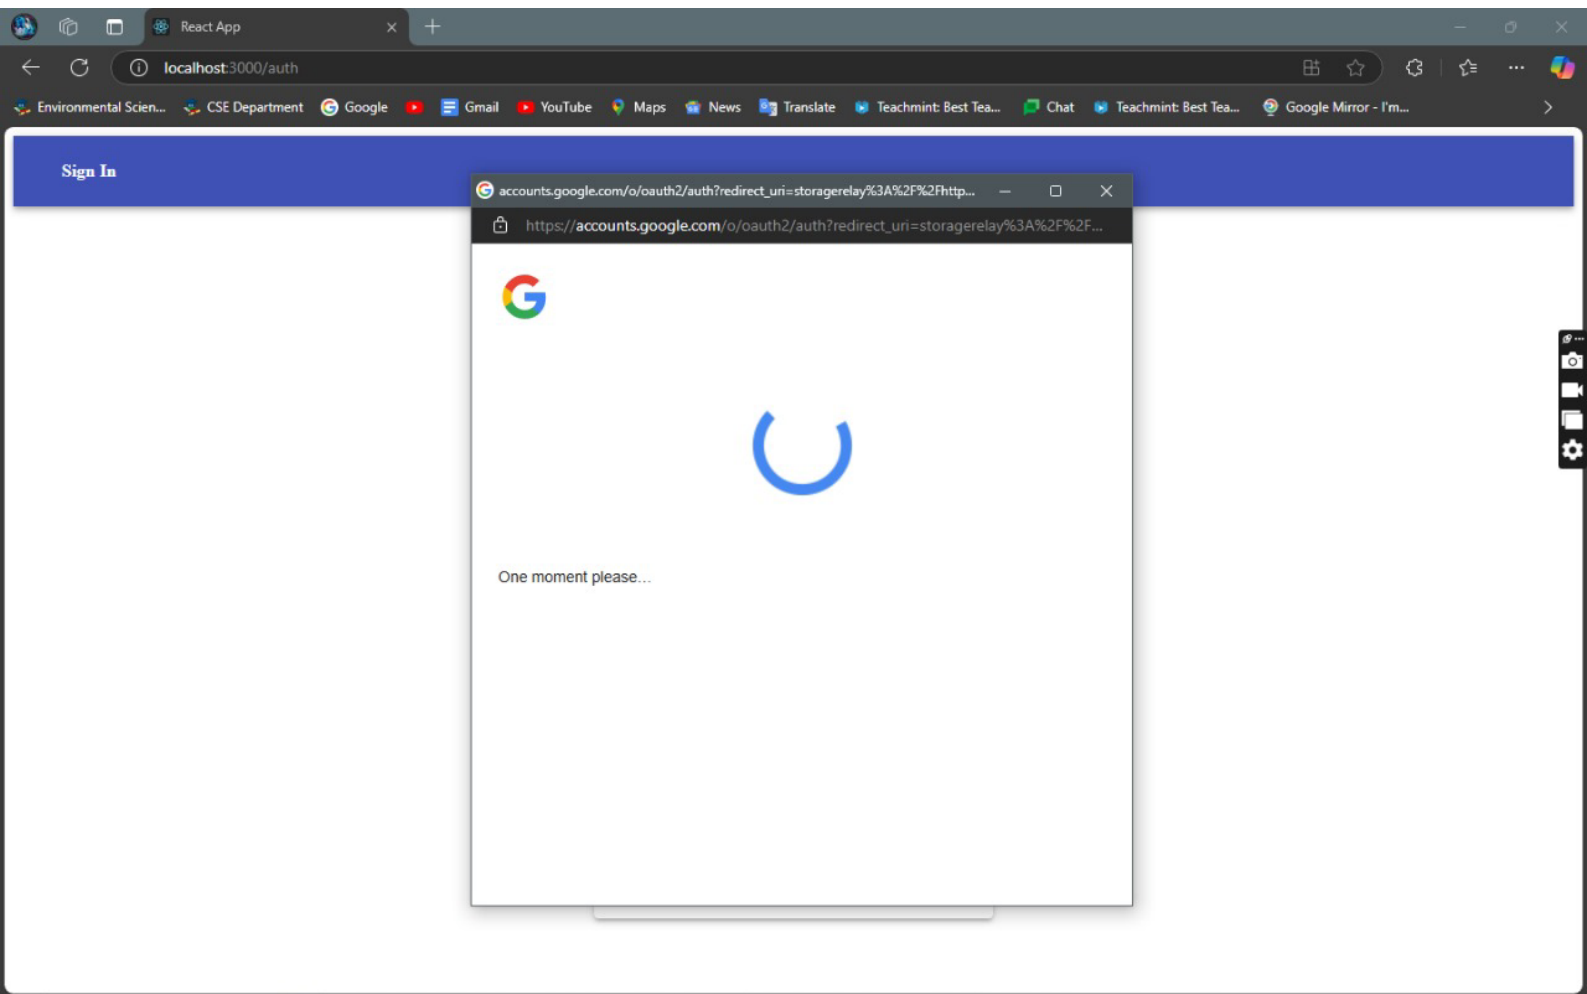 React App
localhost:3000/auth
Environmental Scien... CSE Department Google Gmail YouTube Maps News Translate Teachmint: Best Tea... Chat Teachmint: Best Tea... Google Mirror - I'm...
Sign In
accounts.google.com/o/oauth2/auth?redirect_uri=storagerelay%3A%2F%2Fhttp...
https://accounts.google.com/o/oauth2/auth?redirect_uri=storagerelay%3A%2F%2F...
One moment please...